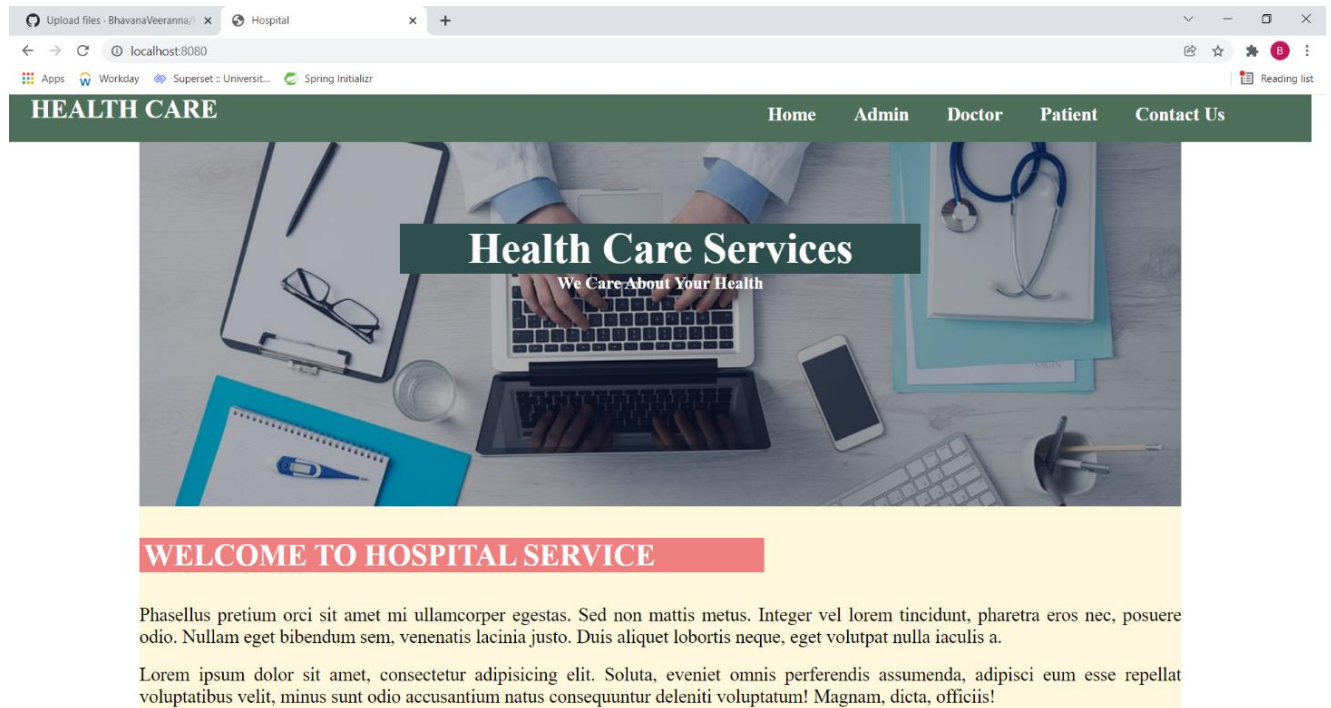 Upload files · BhavanaVeeranna/
Hospital
localhost:8080
B
Apps
Workday
Superset :: Universit...
Spring Initializr
Reading list
HEALTH CARE
Home Admin Doctor Patient Contact Us
Health Care Services
We Care About Your Health
WELCOME TO HOSPITAL SERVICE
Phasellus pretium orci sit amet mi ullamcorper egestas. Sed non mattis metus. Integer vel lorem tincidunt, pharetra eros nec, posuere
odio. Nullam eget bibendum sem, venenatis lacinia justo. Duis aliquet lobortis neque, eget volutpat nulla iaculis a.
Lorem ipsum dolor sit amet, consectetur adipisicing elit. Soluta, eveniet omnis perferendis assumenda, adipisci eum esse repellat
voluptatibus velit, minus sunt odio accusantium natus consequuntur deleniti voluptatum! Magnam, dicta, officiis!